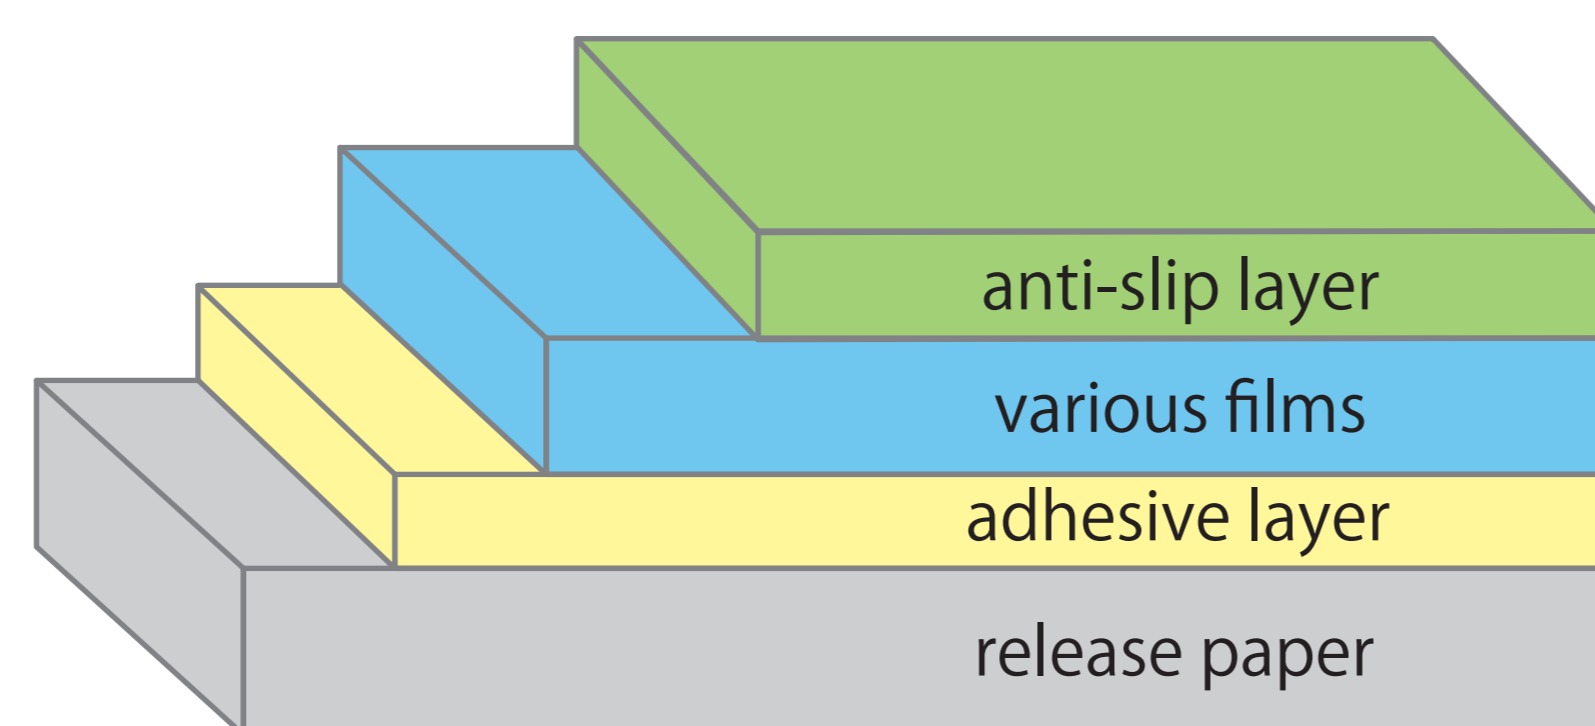 anti-slip layer
various films
adhesive layer
release paper